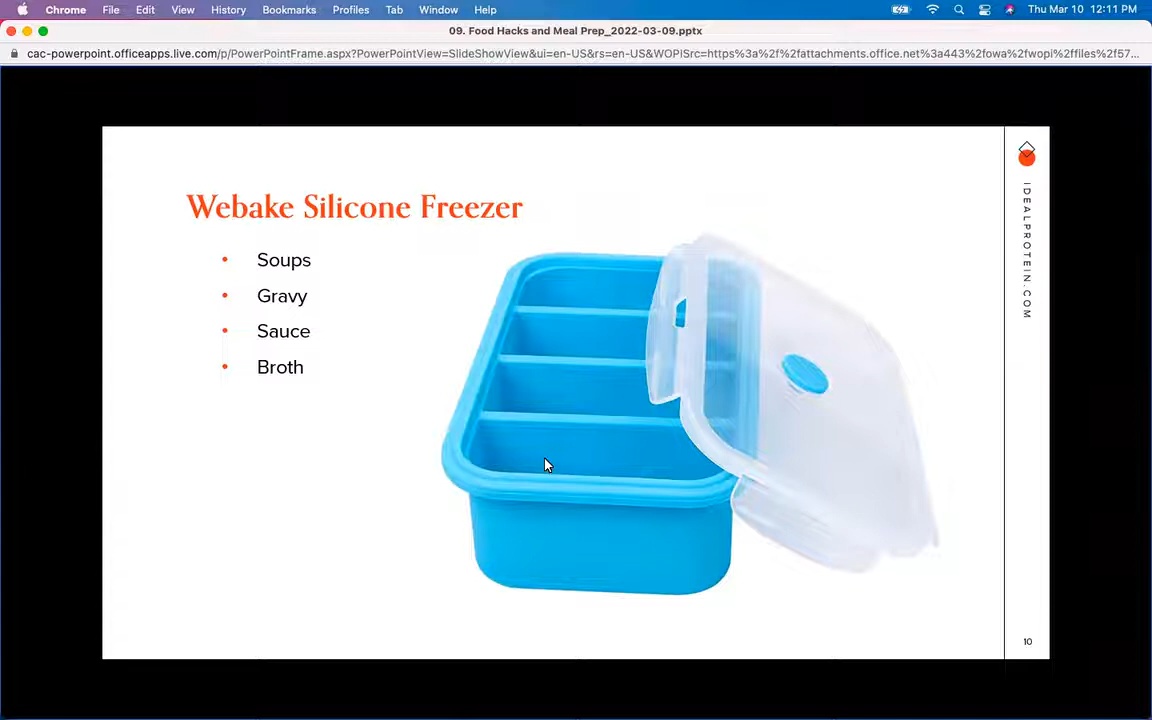 Chrome File Edit View History Bookmarks Profiles Tab Window Help Thu Mar 10 12:11 PM
09. Food Hacks and Meal Prep_2022-03-09.pptx
cac-powerpoint.officeapps.live.com/p/PowerPointFrame.aspx?PowerPointView=SlideShowView&ui=en-US&rs=en-US&WOPISrc=https%3a%2f%2fattachments.office.net%3a443%2fowa%2fwopi%2ffiles%2f57...
Webake Silicone Freezer
• Soups
• Gravy
• Sauce
• Broth
IDEALPROTEIN.COM
10